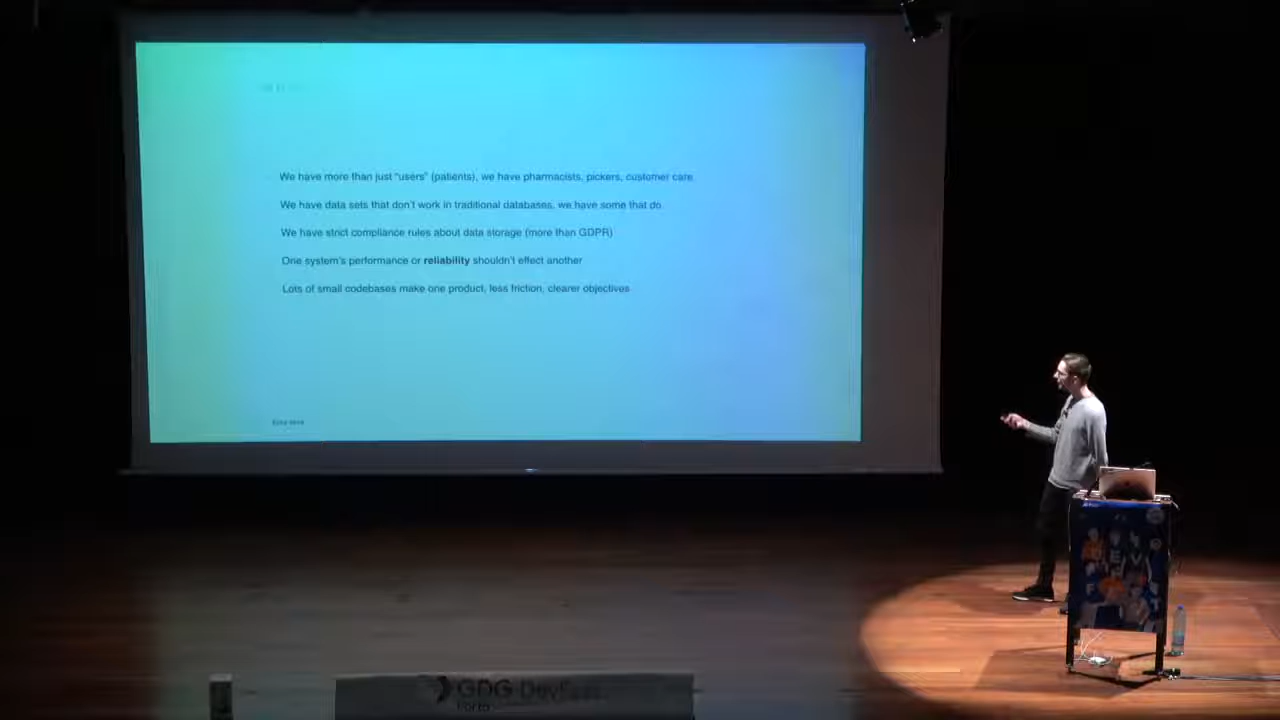 We have more than just “users” (patients), we have pharmacists, pickers, customer care.
We have data sets that don’t work in traditional databases, we have some that do.
We have strict compliance rules about data storage (more than GDPR)
One system’s performance or reliability shouldn’t effect another
Lots of small codebases make one product, less friction, clearer objectives
GDG DevFest
Porto